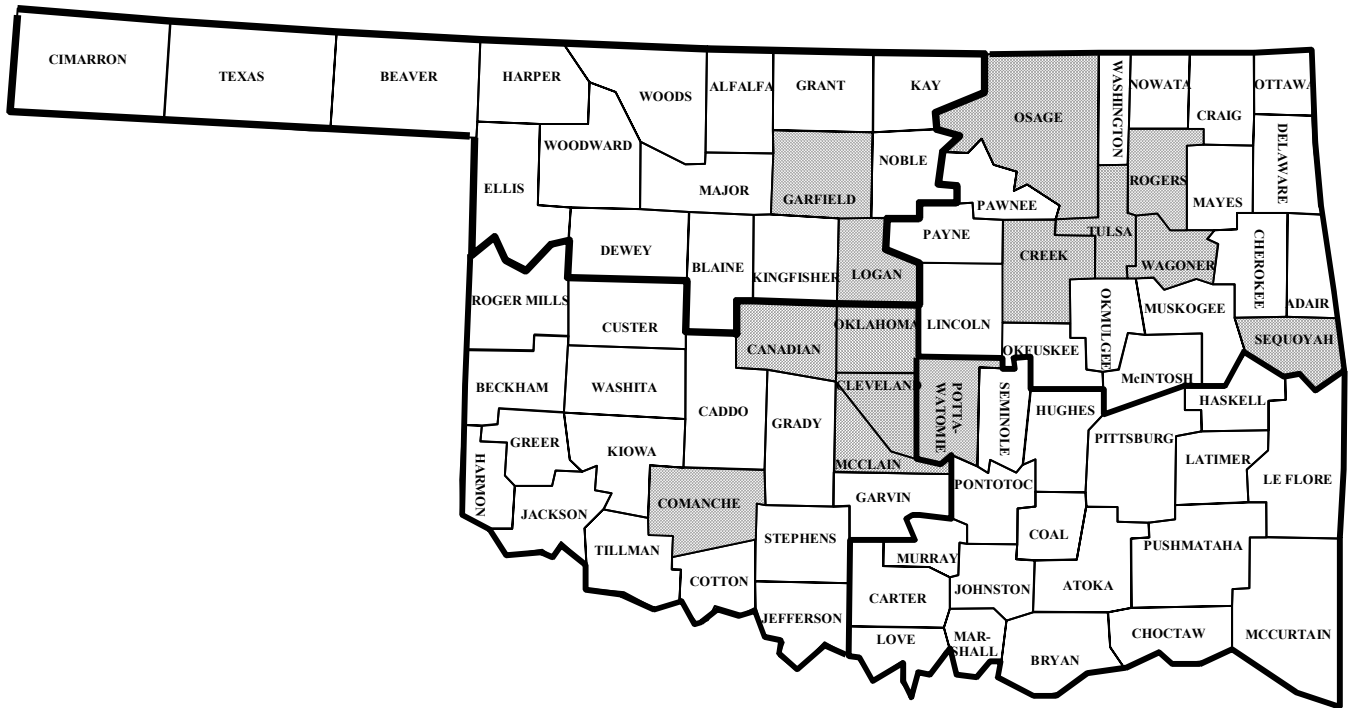 CIMARRON
TEXAS
BEAVER
HARPER
WOODS
ALFALFA
GRANT
KAY
OSAGE
WASHINGTON
NOWATA
CRAIG
OTTAWA
WOODWARD
ELLIS
MAJOR
GARFIELD
NOBLE
PAWNEE
ROGERS
MAYES
DELAWARE
DEWEY
BLAINE
KINGFISHER
LOGAN
PAYNE
CREEK
TULSA
WAGONER
CHEROKEE
ADAIR
ROGER MILLS
CUSTER
CANADIAN
OKLAHOMA
LINCOLN
OKEUSKEE
OKMULGEE
MUSKOGEE
SEQUOYAH
BECKHAM
WASHITA
CADDO
GRADY
CLEVELAND
POTTA-
WATOMIE
SEMINOLE
HUGHES
McINTOSH
HASKELL
HARMON
GREER
KIOWA
MCCLAIN
PONTOTOC
PITTSBURG
LATIMER
LE FLORE
JACKSON
COMANCHE
GARVIN
COAL
PUSHMATAHA
TILLMAN
STEPHENS
MURRAY
COTTON
CARTER
JOHNSTON
ATOKA
JEFFERSON
LOVE
MAR-
SHALL
BRYAN
CHOCTAW
MCCURTAIN